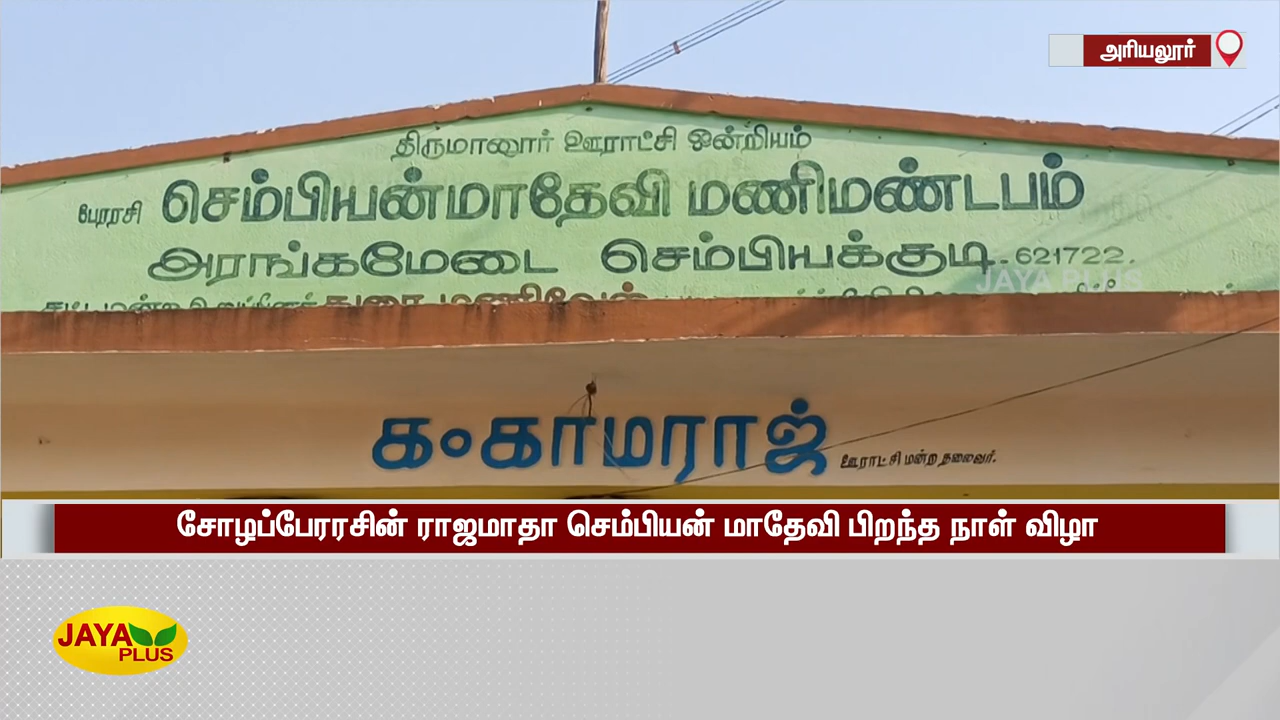 அரியலூர்
திருமானூர் ஊராட்சி ஒன்றியம்
பேரரசி செம்பியன்மாதேவி மணிமண்டபம்
அரங்கமேடை செம்பியக்குடி. 621722.
JAYA PLUS
க.காமராஜ் ஊராட்சி மன்ற தலைவர்.
சோழப்பேரரசின் ராஜமாதா செம்பியன் மாதேவி பிறந்த நாள் விழா
JAYA
PLUS